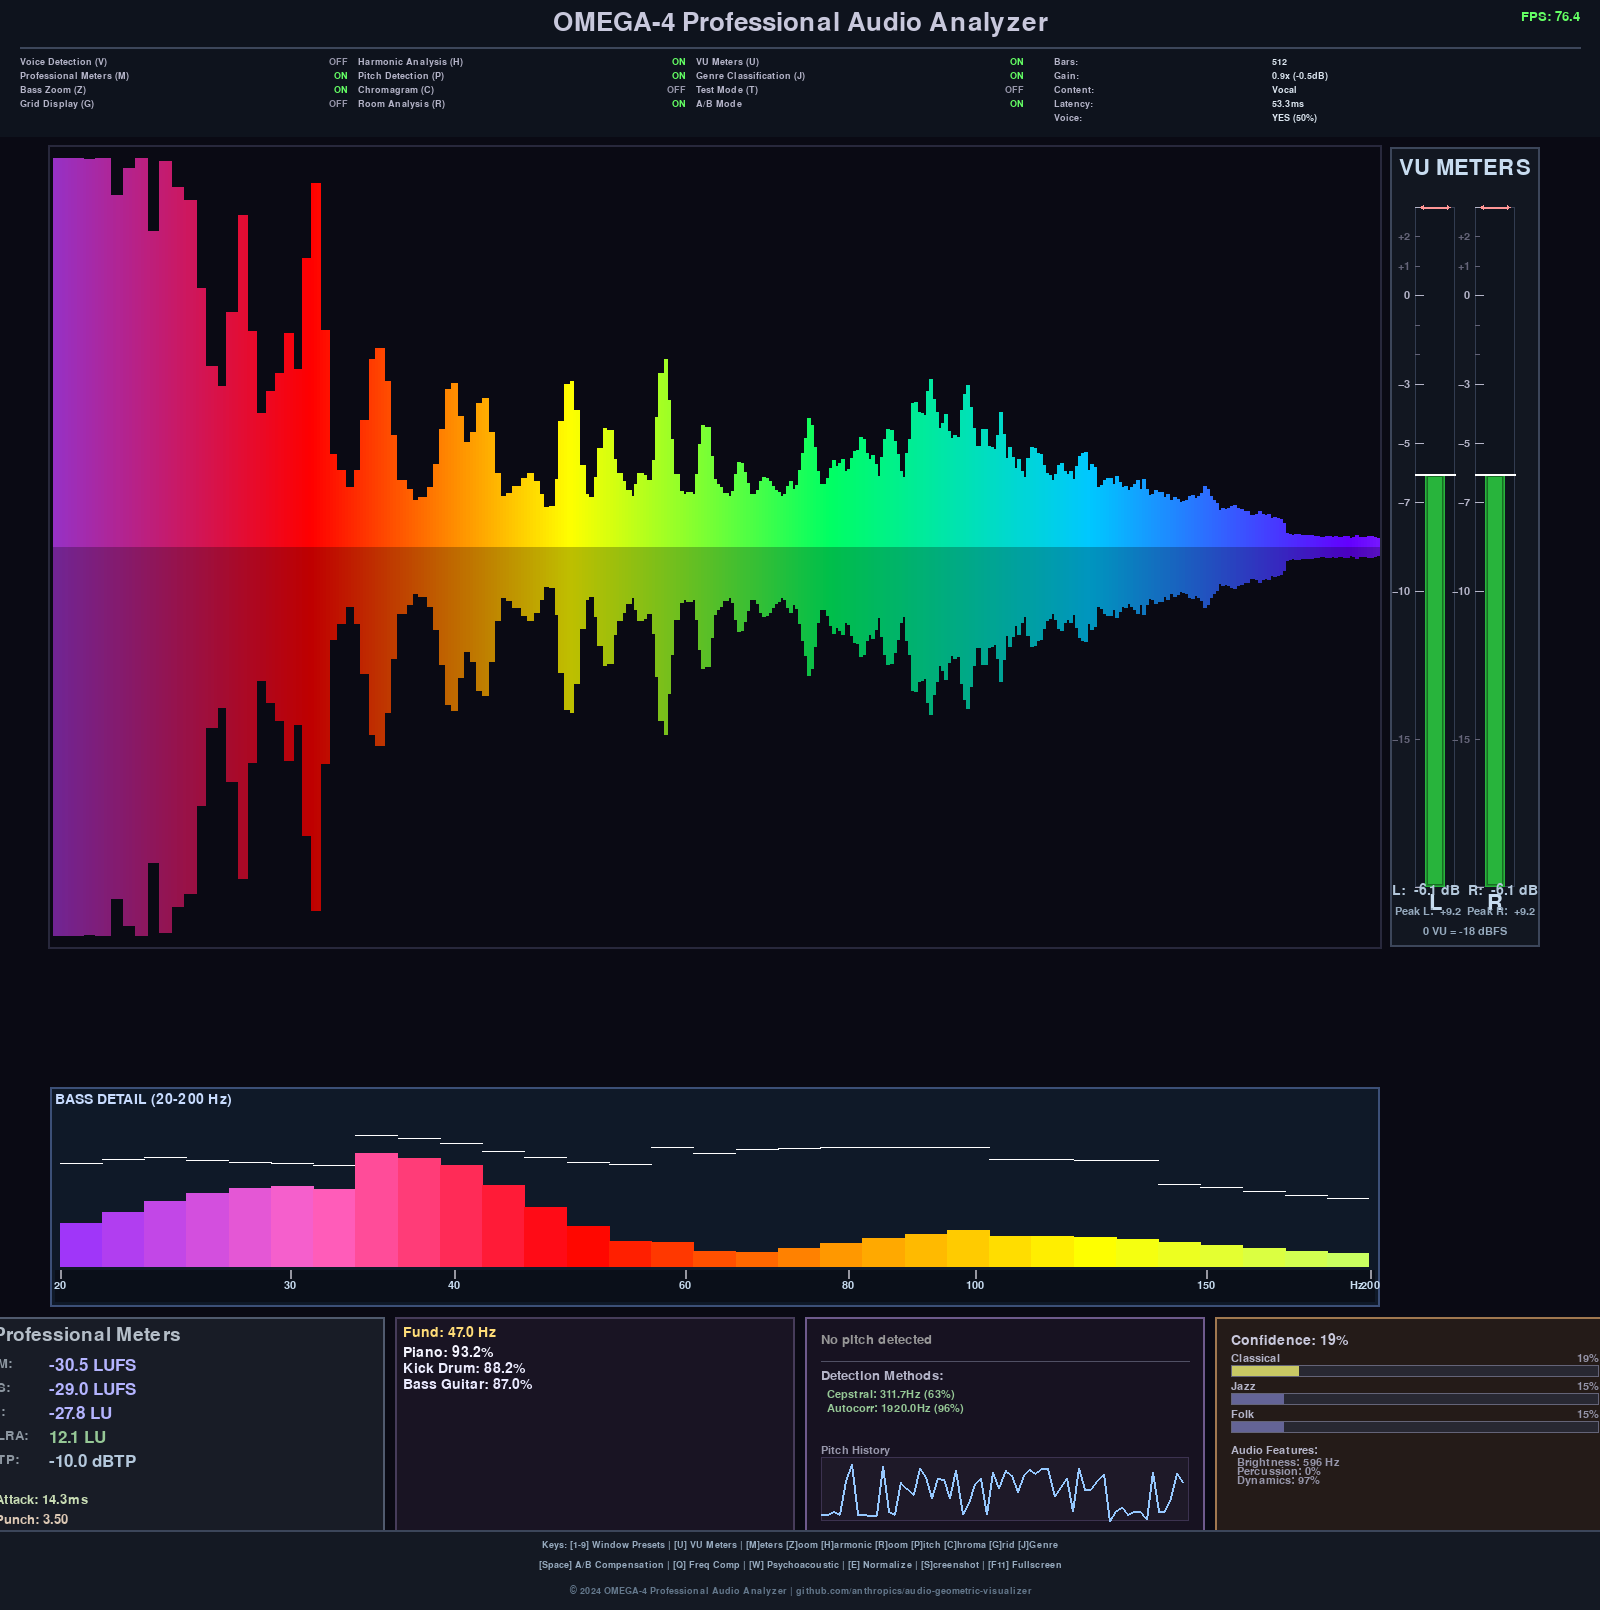 OMEGA-4 Professional Audio Analyzer
FPS: 76.4
Voice Detection (V) OFF Harmonic Analysis (H) ON VU Meters (U) ON Bars: 512
Professional Meters (M) ON Pitch Detection (P) ON Genre Classification (J) ON Gain: 0.9x (-0.5dB)
Bass Zoom (Z) ON Chromagram (C) OFF Test Mode (T) OFF Content: Vocal
Grid Display (G) OFF Room Analysis (R) ON A/B Mode ON Latency: 53.3ms
Voice: YES (50%)
VU METERS
+2 +2
+1 +1
0 0
-3 -3
-5 -5
-7 -7
-10 -10
-15 -15
L: -6.1 dB R: -6.1 dB
L R
Peak L: +9.2 Peak R: +9.2
0 VU = -18 dBFS
BASS DETAIL (20-200 Hz)
20 30 40 60 80 100 150 Hz 200
Professional Meters
M: -30.5 LUFS
S: -29.0 LUFS
: -27.8 LU
LRA: 12.1 LU
TP: -10.0 dBTP
Attack: 14.3ms
Punch: 3.50
Fund: 47.0 Hz
Piano: 93.2%
Kick Drum: 88.2%
Bass Guitar: 87.0%
No pitch detected
Detection Methods:
Cepstral: 311.7Hz (63%)
Autocorr: 1920.0Hz (96%)
Pitch History
Confidence: 19%
Classical 19%
Jazz 15%
Folk 15%
Audio Features:
Brightness: 596 Hz
Percussion: 0%
Dynamics: 97%
Keys: [1-9] Window Presets | [U] VU Meters | [M]eters [Z]oom [H]armonic [R]oom [P]itch [C]hroma [G]rid [J]Genre
[Space] A/B Compensation | [Q] Freq Comp | [W] Psychoacoustic | [E] Normalize | [S]creenshot | [F11] Fullscreen
© 2024 OMEGA-4 Professional Audio Analyzer | github.com/anthropics/audio-geometric-visualizer